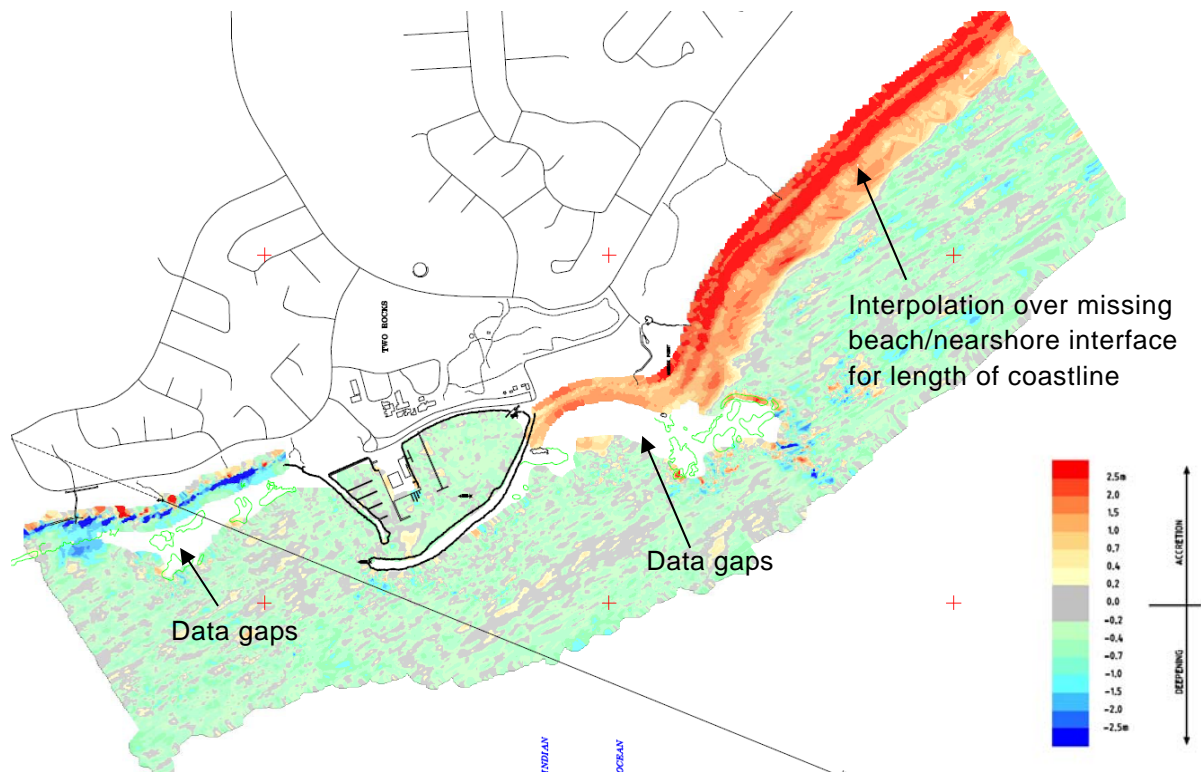 TWO ROCKS
Interpolation over missing
beach/nearshore interface
for length of coastline
Data gaps
Data gaps
2.5m
2.0
1.5
1.0
0.7
0.4
0.2
0.0
-0.2
-0.4
-0.7
-1.0
-1.5
-2.0
-2.5m
ACCRETION
DEEPENING
INDIAN
OCEAN